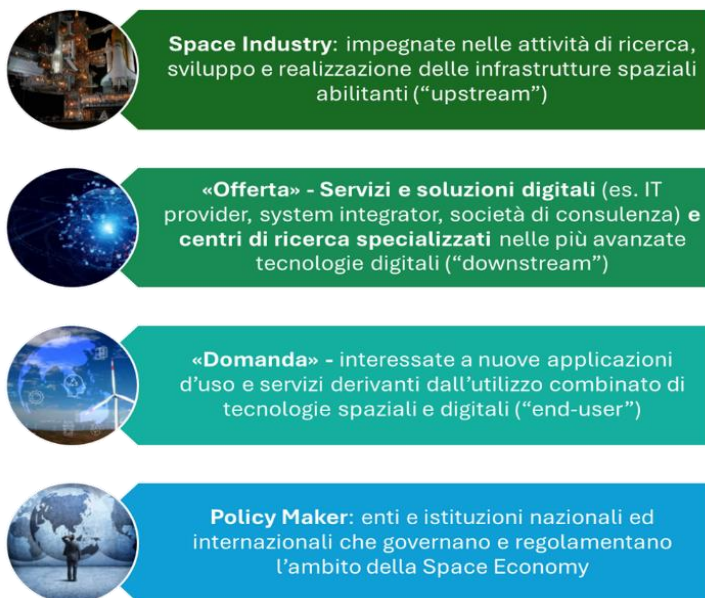 Space Industry: impegnate nelle attività di ricerca,
sviluppo e realizzazione delle infrastrutture spaziali
abilitanti (“upstream”)
«Offerta» - Servizi e soluzioni digitali (es. IT
provider, system integrator, società di consulenza) e
centri di ricerca specializzati nelle più avanzate
tecnologie digitali (“downstream”)
«Domanda» - interessate a nuove applicazioni
d’uso e servizi derivanti dall’utilizzo combinato di
tecnologie spaziali e digitali (“end-user”)
Policy Maker: enti e istituzioni nazionali ed
internazionali che governano e regolamentano
l’ambito della Space Economy